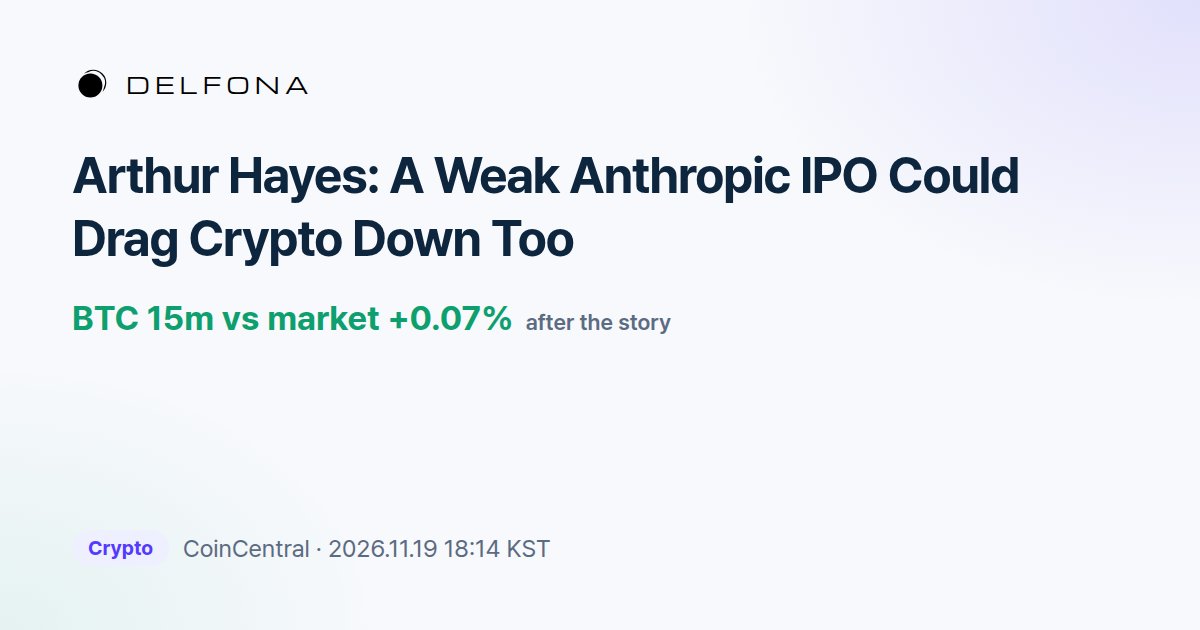 DELFONA
Arthur Hayes: A Weak Anthropic IPO Could
Drag Crypto Down Too
BTC 15m vs market +0.07% after the story
Crypto CoinCentral · 2026.11.19 18:14 KST